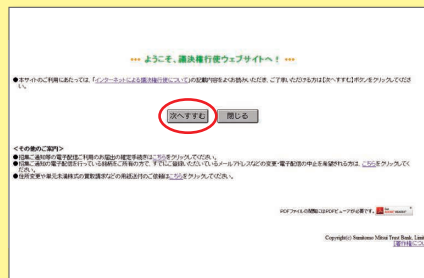 ••• ようこそ、議決権行使ウェブサイトへ！ •••
●本サイトのご利用にあたっては、「インターネットによる議決権行使について」の記載内容をよくお読みいただき、ご了承いただける方は【次へすすむ】ボタンをクリックしてくださ
い。
次へすすむ 閉じる
＜その他のご案内＞
●招集ご通知等の電子配信ご利用のお届出の確定手続きはこちらをクリックしてください。
●招集ご通知の電子配信を行っている銘柄をご所有の方で、すでにご登録いただいているメールアドレスなどの変更・電子配信の中止を希望される方は、こちらをクリックしてく
ださい。
●住所変更や単元未満株式の買取請求などの用紙送付のご依頼はこちらをクリックしてください。
PDFファイルの閲覧にはPDFビューアが必要です。
Copyright(c) Sumitomo Mitsui Trust Bank, Limi
[著作権につ